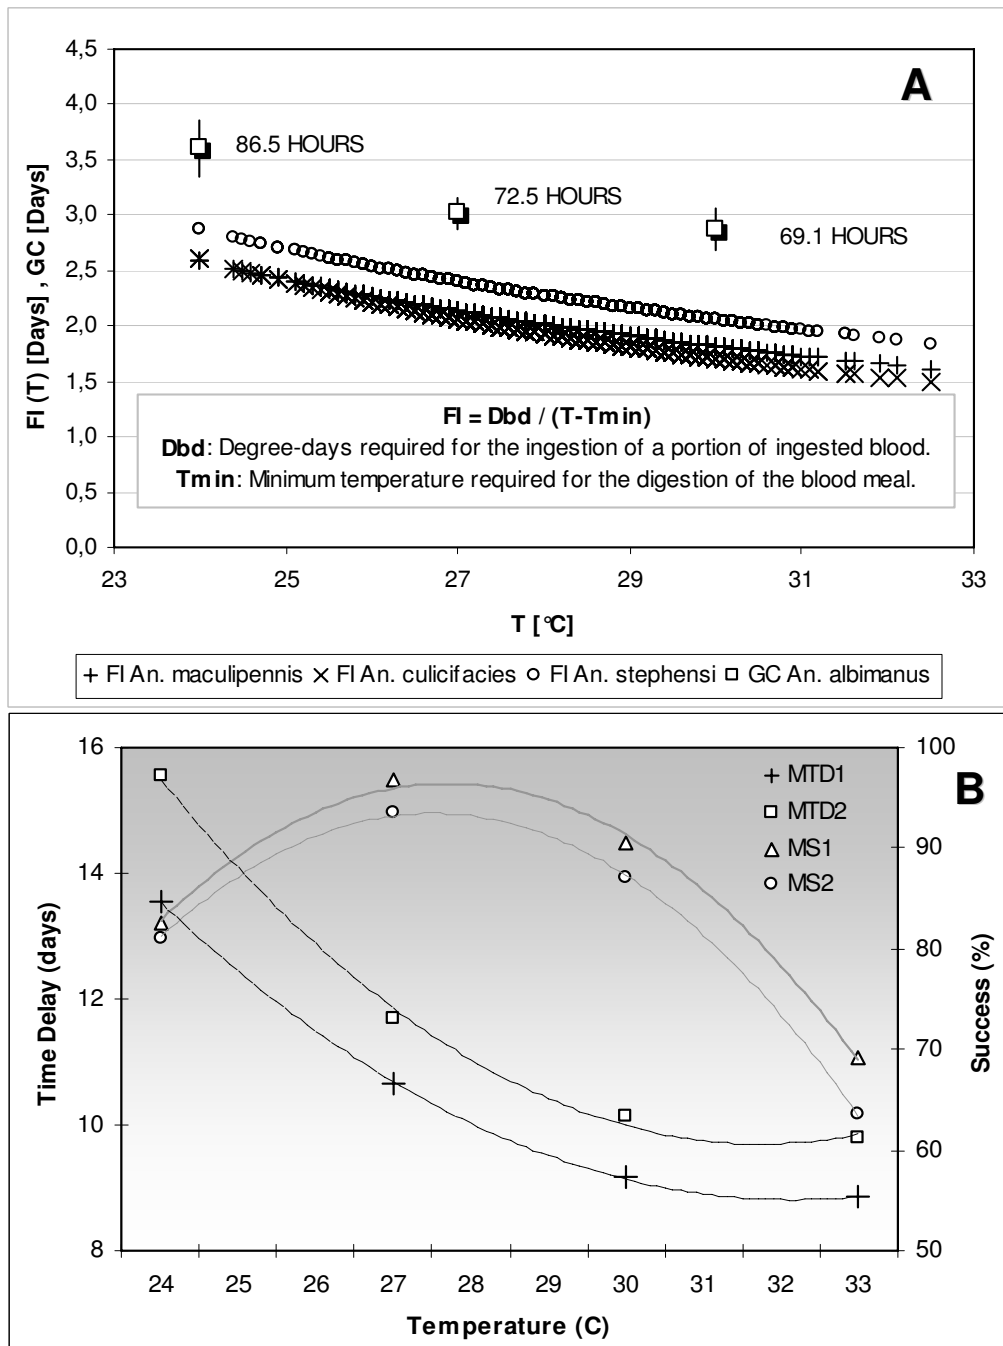 A
4,5
4,0
3,5
3,0
2,5
2,0
1,5
1,0
0,5
0,0
FI (T) [Days] , GC [Days]
86.5 HOURS
72.5 HOURS
69.1 HOURS
FI = Dbd / (T-Tmin)
Dbd: Degree-days required for the ingestion of a portion of ingested blood.
Tmin: Minimum temperature required for the digestion of the blood meal.
23 25 27 29 31 33
T [°C]
FI An. maculipennis FI An. culicifacies FI An. stephensi GC An. albimanus
B
16
14
12
10
8
Time Delay (days)
MTD1
MTD2
MS1
MS2
100
90
80
70
60
50
Success (%)
24 25 26 27 28 29 30 31 32 33
Temperature (C)